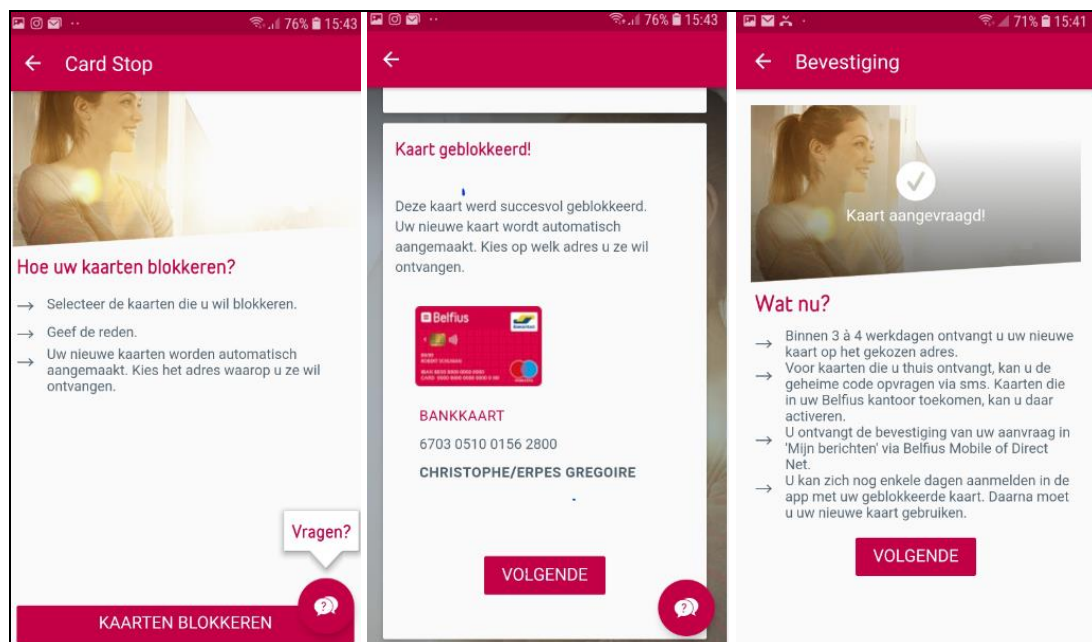 76% 15:43
Card Stop
Hoe uw kaarten blokkeren?
→ Selecteer de kaarten die u wil blokkeren.
→ Geef de reden.
→ Uw nieuwe kaarten worden automatisch
aangemaakt. Kies het adres waarop u ze wil
ontvangen.
Vragen?
KAARTEN BLOKKEREN
76% 15:43
Kaart geblokkeerd!
Deze kaart werd succesvol geblokkeerd.
Uw nieuwe kaart wordt automatisch
aangemaakt. Kies op welk adres u ze wil
ontvangen.
Belfius
BANKKAART
6703 0510 0156 2800
CHRISTOPHE/ERPES GREGOIRE
VOLGENDE
71% 15:41
Bevestiging
Kaart aangevraagd!
Wat nu?
→ Binnen 3 à 4 werkdagen ontvangt u uw nieuwe
kaart op het gekozen adres.
→ Voor kaarten die u thuis ontvangt, kan u de
geheime code opvragen via sms. Kaarten die
in uw Belfius kantoor toekomen, kan u daar
activeren.
→ U ontvangt de bevestiging van uw aanvraag in
'Mijn berichten' via Belfius Mobile of Direct
Net.
→ U kan zich nog enkele dagen aanmelden in de
app met uw geblokkeerde kaart. Daarna moet
u uw nieuwe kaart gebruiken.
VOLGENDE